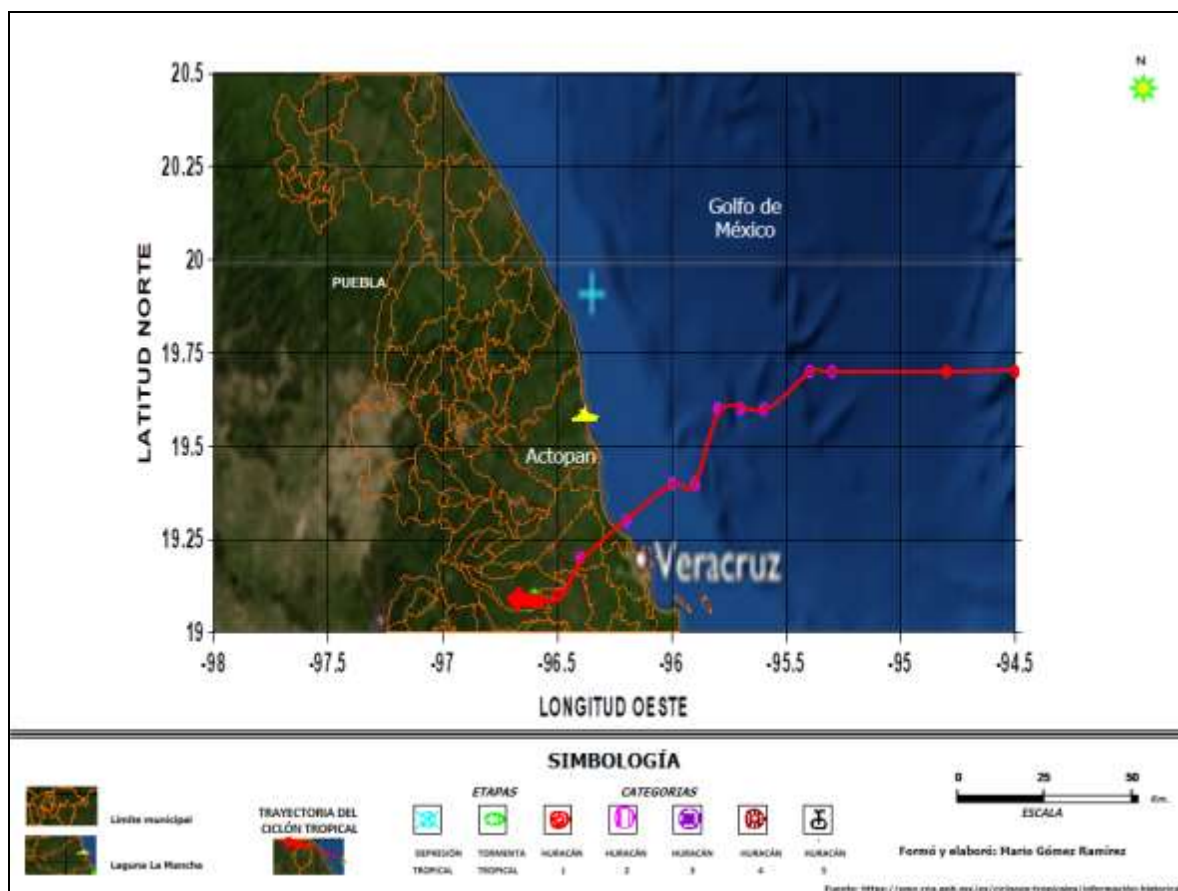 N
20.5
20.25
20
19.75
19.5
19.25
19
LATITUD NORTE
Golfo de
México
PUEBLA
Actopan
Veracruz
-98
-97.5
-97
-96.5
-96
-95.5
-95
-94.5
LONGITUD OESTE
SIMBOLOGÍA
Límite municipal
Laguna La Mancha
TRAYECTORIA DEL
CICLÓN TROPICAL
ETAPAS
CATEGORIAS
DEPRESIÓN
TROPICAL
TORMENTA
TROPICAL
HURACÁN
1
HURACÁN
2
HURACÁN
3
HURACÁN
4
HURACÁN
5
0 25 50
Km.
ESCALA
Formó y elaboró: Mario Gómez Ramírez